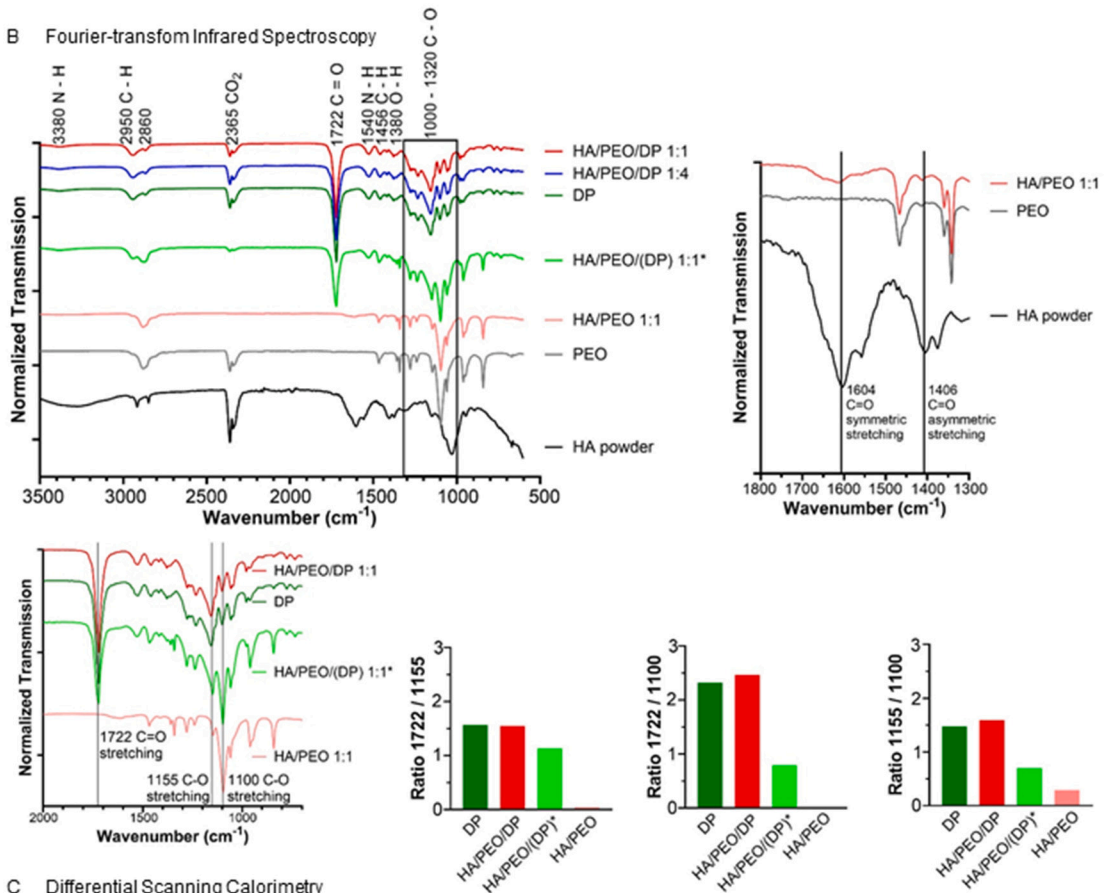 B Fourier-transfom Infrared Spectroscopy
3380 N - H
2950 C - H
2860
2365 CO2
1722 C = O
1540 N - H
1456 C - H
1380 O - H
1000 - 1320 C - O
Normalized Transmission
HA/PEO/DP 1:1
HA/PEO/DP 1:4
DP
HA/PEO/(DP) 1:1*
HA/PEO 1:1
PEO
HA powder
3500 3000 2500 2000 1500 1000 500
Wavenumber (cm-1)
Normalized Transmission
HA/PEO 1:1
PEO
HA powder
1604
C=O
symmetric
stretching
1406
C=O
asymmetric
stretching
1800 1700 1600 1500 1400 1300
Wavenumber (cm-1)
Normalized Transmission
HA/PEO/DP 1:1
DP
HA/PEO/(DP) 1:1*
HA/PEO 1:1
1722 C=O
stretching
1155 C-O
stretching
1100 C-O
stretching
2000 1500 1000
Wavenumber (cm-1)
Ratio 1722 / 1155
3
2
1
0
DP
HA/PEO/DP
HA/PEO/(DP)*
HA/PEO
Ratio 1722 / 1100
3
2
1
0
DP
HA/PEO/DP
HA/PEO/(DP)*
HA/PEO
Ratio 1155 / 1100
3
2
1
0
DP
HA/PEO/DP
HA/PEO/(DP)*
HA/PEO
C Differential Scanning Calorimetry